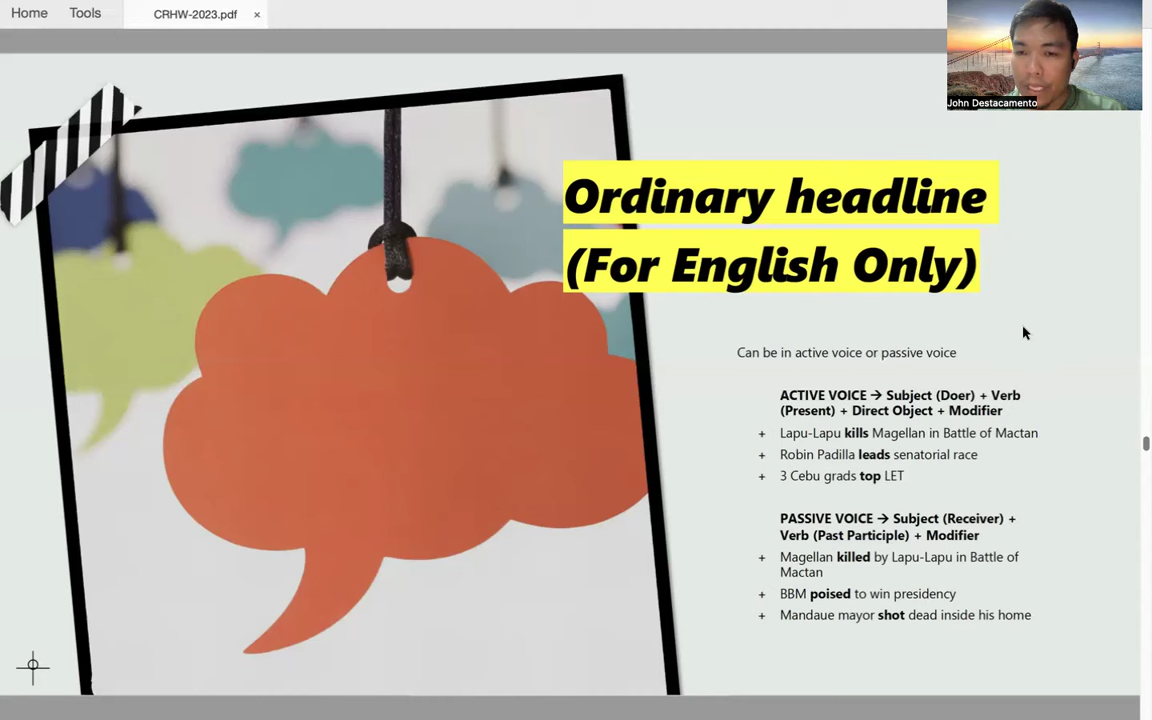 Home
Tools
CRHW-2023.pdf
×
John Destacamento
Ordinary headline
(For English Only)
Can be in active voice or passive voice
ACTIVE VOICE → Subject (Doer) + Verb
(Present) + Direct Object + Modifier
+ Lapu-Lapu kills Magellan in Battle of Mactan
+ Robin Padilla leads senatorial race
+ 3 Cebu grads top LET
PASSIVE VOICE → Subject (Receiver) +
Verb (Past Participle) + Modifier
+ Magellan killed by Lapu-Lapu in Battle of
Mactan
+ BBM poised to win presidency
+ Mandaue mayor shot dead inside his home